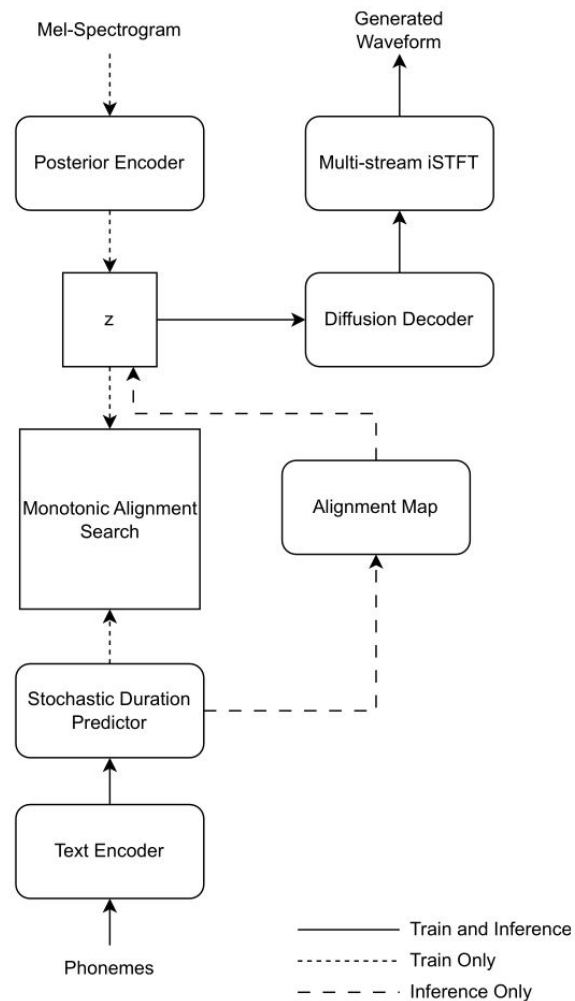 Mel-Spectrogram
Generated
Waveform
Posterior Encoder
Multi-stream iSTFT
z
Diffusion Decoder
Monotonic Alignment
Search
Alignment Map
Stochastic Duration
Predictor
Text Encoder
Phonemes
Train and Inference
Train Only
Inference Only